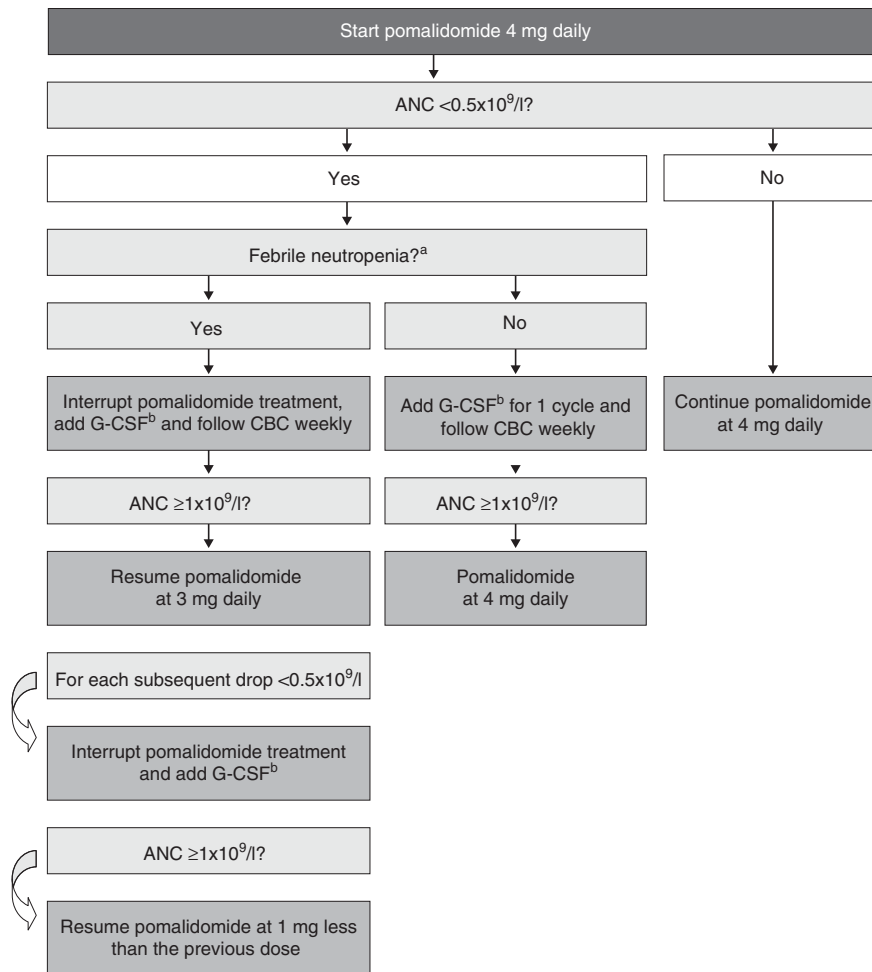 Start pomalidomide 4 mg daily
ANC <0.5x10⁹/l?
Yes
No
Febrile neutropenia?ᵃ
Yes
No
Interrupt pomalidomide treatment,
add G-CSFᵇ and follow CBC weekly
Add G-CSFᵇ for 1 cycle and
follow CBC weekly
Continue pomalidomide
at 4 mg daily
ANC ≥1x10⁹/l?
ANC ≥1x10⁹/l?
Resume pomalidomide
at 3 mg daily
Pomalidomide
at 4 mg daily
For each subsequent drop <0.5x10⁹/l
Interrupt pomalidomide treatment
and add G-CSFᵇ
ANC ≥1x10⁹/l?
Resume pomalidomide at 1 mg less
than the previous dose